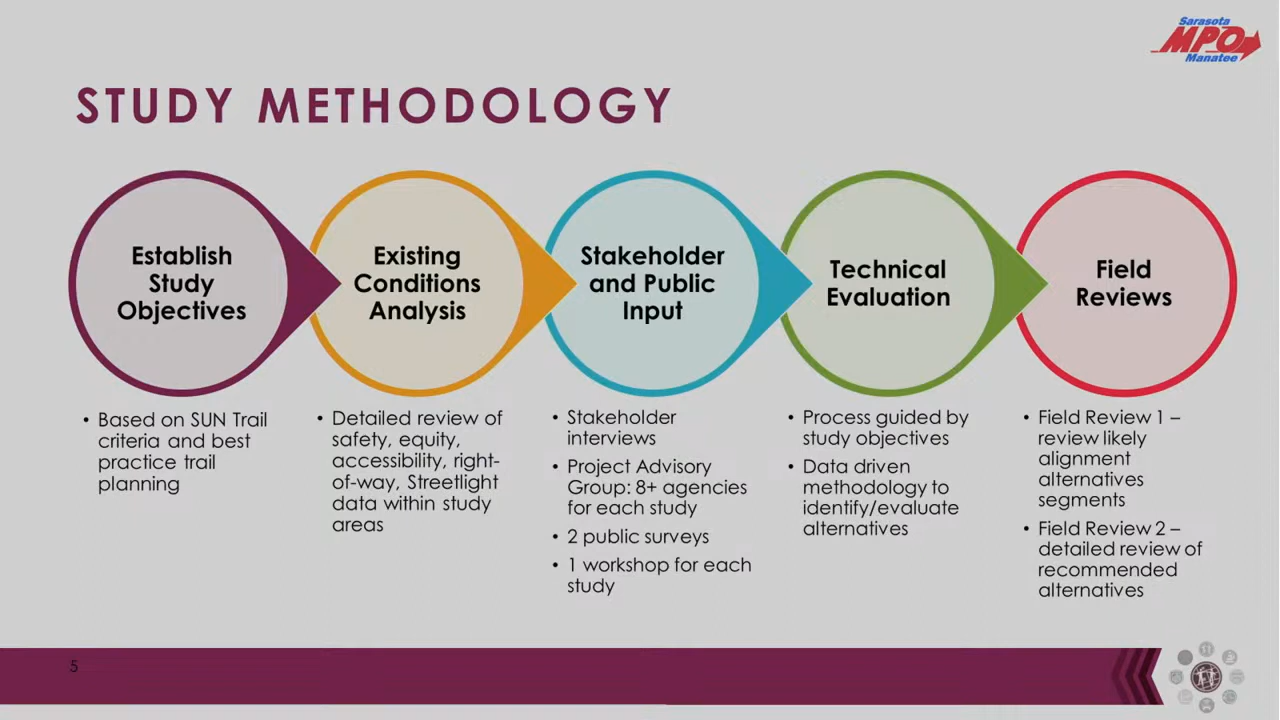 Sarasota
MPO
Manatee
STUDY METHODOLOGY
Establish
Study
Objectives
• Based on SUN Trail
criteria and best
practice trail
planning
Existing
Conditions
Analysis
• Detailed review of
safety, equity,
accessibility, right-
of-way, Streetlight
data within study
areas
Stakeholder
and Public
Input
• Stakeholder
interviews
• Project Advisory
Group: 8+ agencies
for each study
• 2 public surveys
• 1 workshop for each
study
Technical
Evaluation
• Process guided by
study objectives
• Data driven
methodology to
identify/evaluate
alternatives
Field
Reviews
• Field Review 1 –
review likely
alignment
alternatives
segments
• Field Review 2 –
detailed review of
recommended
alternatives
5